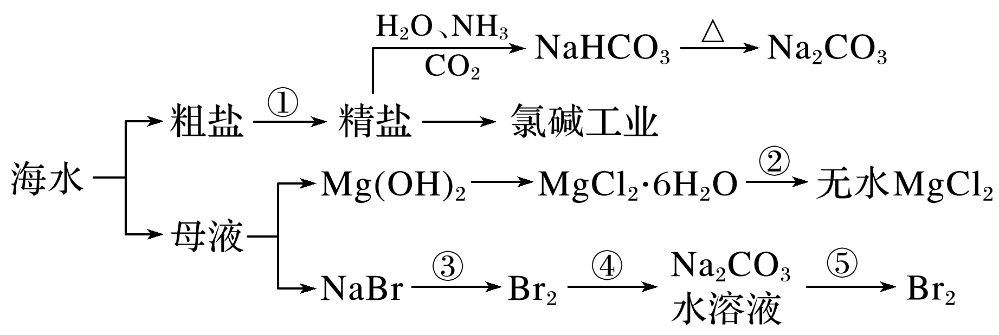 H₂O、NH₃
CO₂
NaHCO₃
△
Na₂CO₃
海水
粗盐
①
精盐
氯碱工业
母液
Mg(OH)₂
MgCl₂·6H₂O
②
无水MgCl₂
NaBr
③
Br₂
④
Na₂CO₃
水溶液
⑤
Br₂